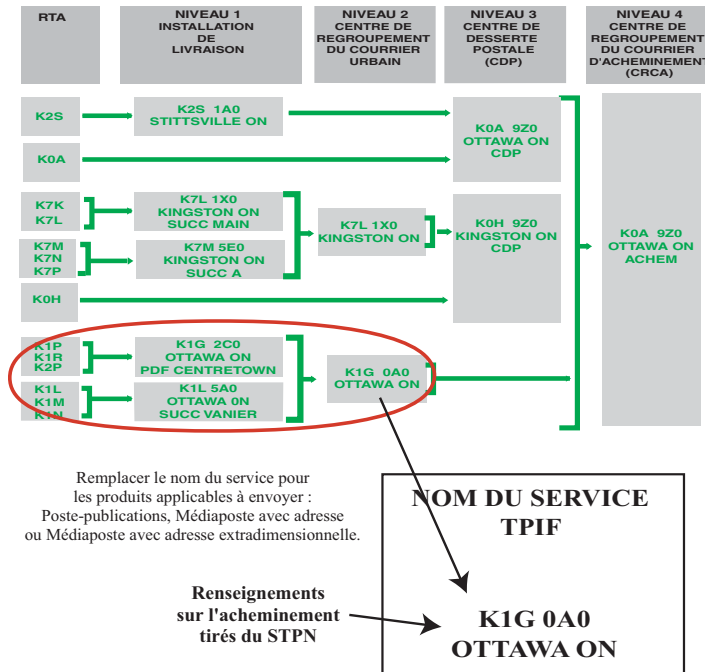 RTA
NIVEAU 1
INSTALLATION
DE
LIVRAISON
NIVEAU 2
CENTRE DE
REGROUPEMENT
DU COURRIER
URBAIN
NIVEAU 3
CENTRE DE
DESSERTE
POSTALE
(CDP)
NIVEAU 4
CENTRE DE
REGROUPEMENT
DU COURRIER
D'ACHEMINEMENT
(CRCA)
K2S
K2S 1A0
STITTSVILLE ON
K0A 9Z0
OTTAWA ON
CDP
K0A
K7K
K7L
K7L 1X0
KINGSTON ON
SUCC MAIN
K7L 1X0
KINGSTON ON
K0H 9Z0
KINGSTON ON
CDP
K0A 9Z0
OTTAWA ON
ACHEM
K7M
K7N
K7P
K7M 5E0
KINGSTON ON
SUCC A
K0H
K1P
K1R
K2P
K1G 2C0
OTTAWA ON
PDF CENTRETOWN
K1G 0A0
OTTAWA ON
K1L
K1M
K1N
K1L 5A0
OTTAWA 0N
SUCC VANIER
Remplacer le nom du service pour
les produits applicables à envoyer :
Poste-publications, Médiaposte avec adresse
ou Médiaposte avec adresse extradimensionnelle.
NOM DU SERVICE
TPIF
Renseignements
sur l'acheminement
tirés du STPN
K1G 0A0
OTTAWA ON